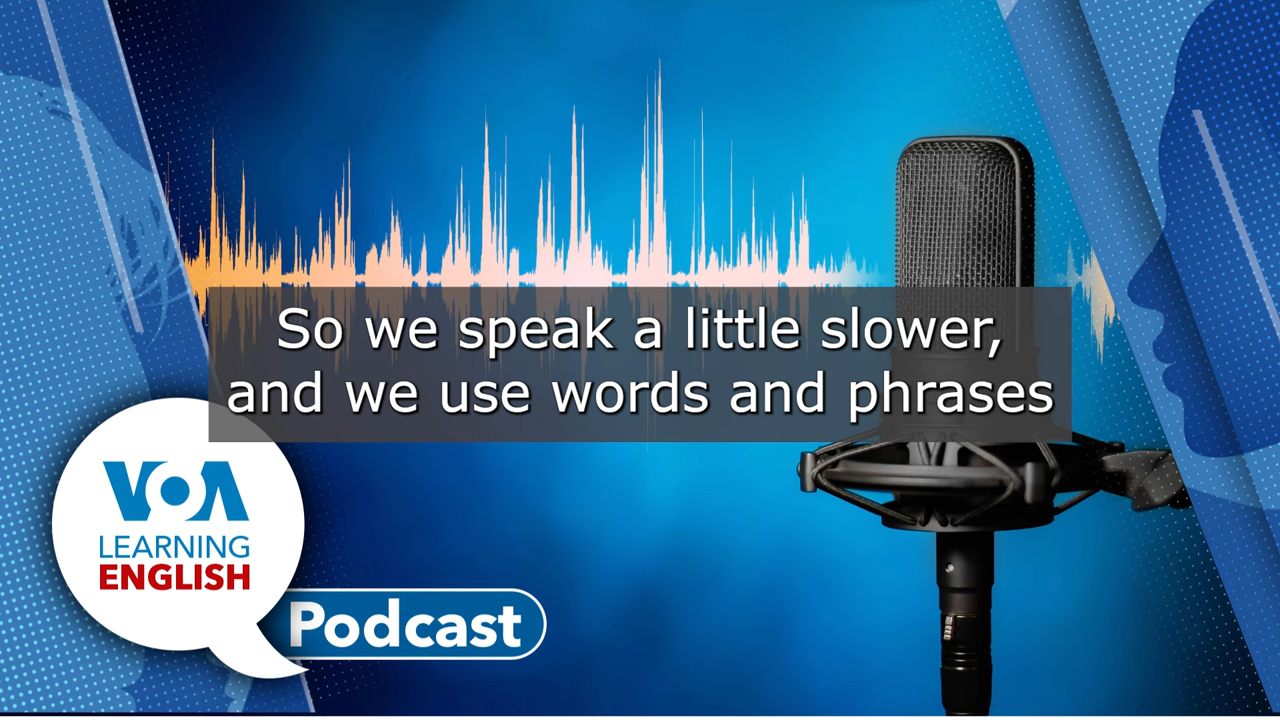 So we speak a little slower,
and we use words and phrases
VOA
LEARNING
ENGLISH
Podcast